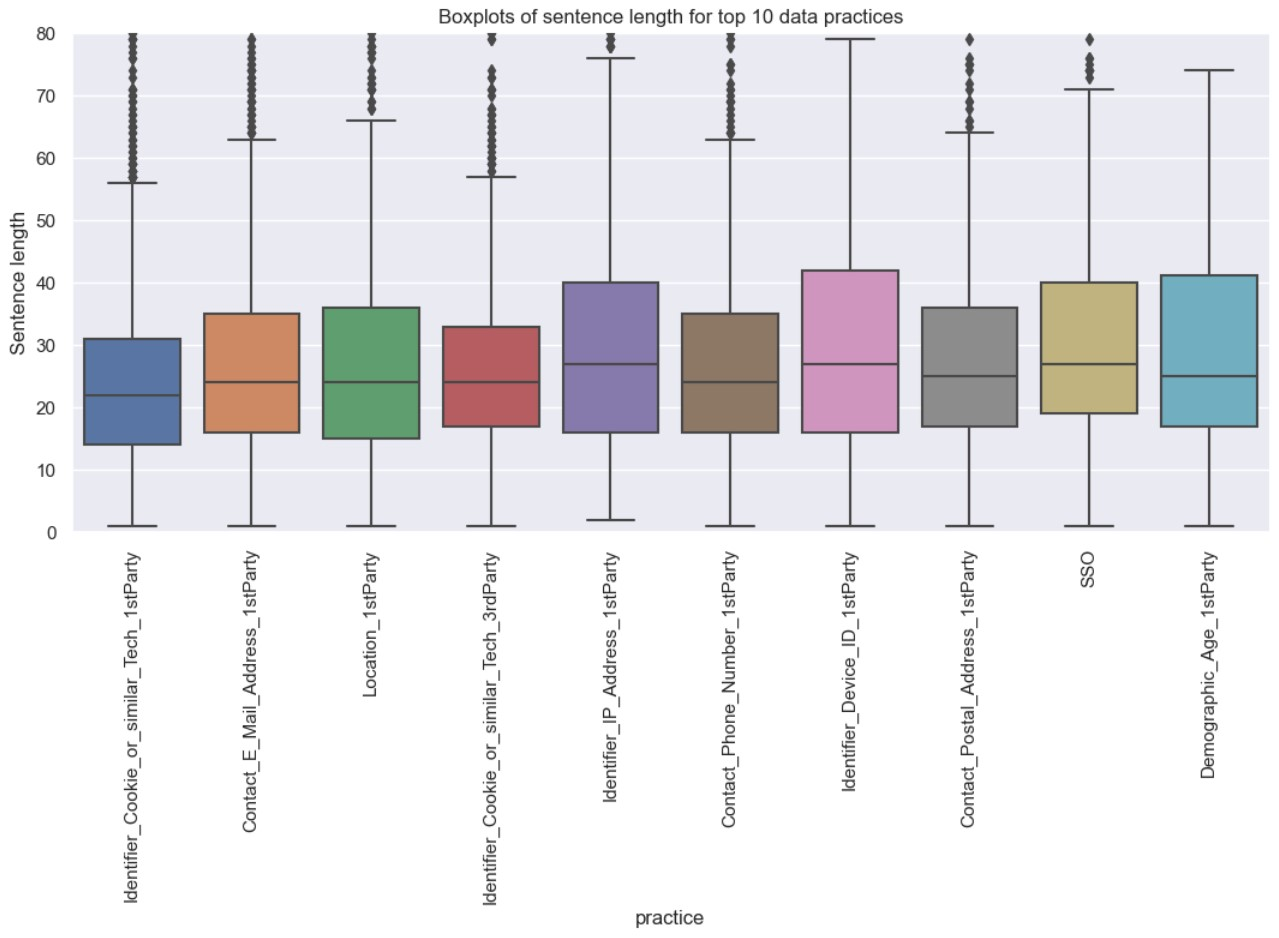 Boxplots of sentence length for top 10 data practices
80
70
60
50
40
30
20
10
0
Sentence length
Identifier_Cookie_or_similar_Tech_1stParty
Contact_E_Mail_Address_1stParty
Location_1stParty
Identifier_Cookie_or_similar_Tech_3rdParty
Identifier_IP_Address_1stParty
Contact_Phone_Number_1stParty
Identifier_Device_ID_1stParty
Contact_Postal_Address_1stParty
SSO
Demographic_Age_1stParty
practice